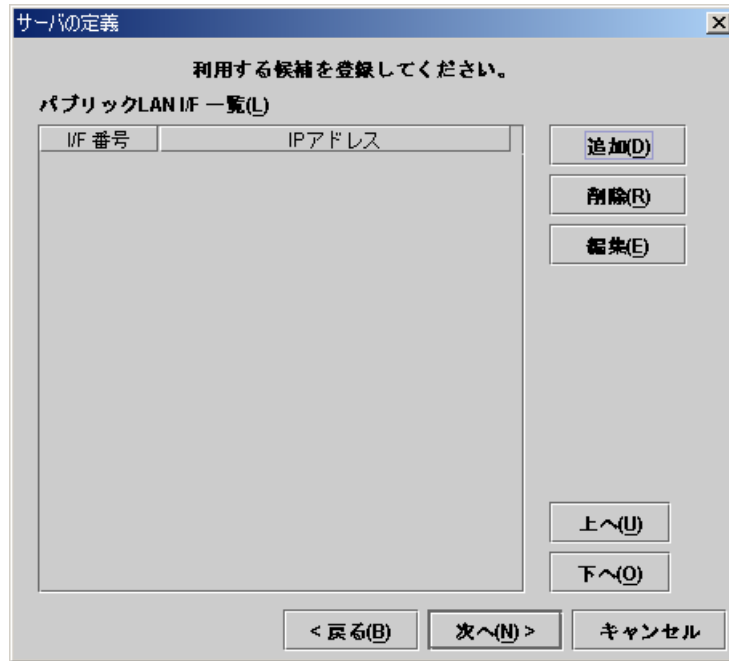 サーバの定義
利用する候補を登録してください。
パブリックLAN I/F 一覧(L)
I/F 番号 IPアドレス
追加(D)
削除(R)
編集(E)
上へ(U)
下へ(O)
< 戻る(B) 次へ(N) > キャンセル